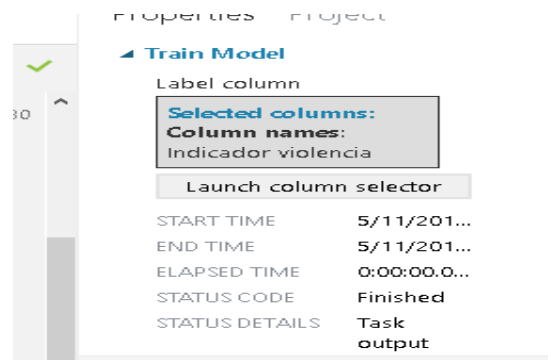 Properties Project
Train Model
Label column
Selected columns:
Column names:
Indicador violencia
Launch column selector
START TIME 5/11/201...
END TIME 5/11/201...
ELAPSED TIME 0:00:00.0...
STATUS CODE Finished
STATUS DETAILS Task
output